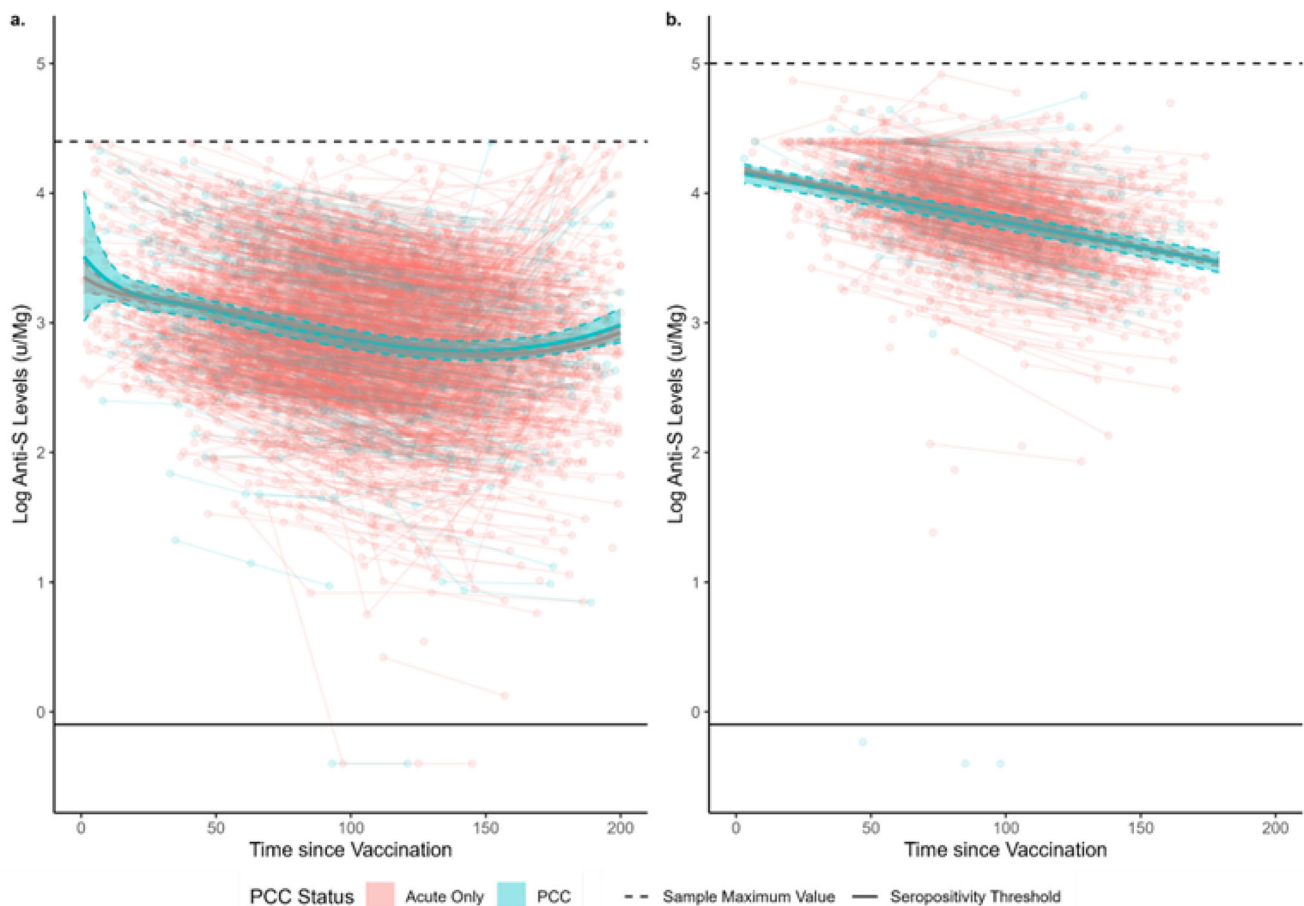 a.
b.
5
4
3
2
1
0
Log Anti-S Levels (u/Mg)
0 50 100 150 200
Time since Vaccination
5
4
3
2
1
0
Log Anti-S Levels (u/Mg)
0 50 100 150 200
Time since Vaccination
PCC Status Acute Only PCC Sample Maximum Value Seropositivity Threshold